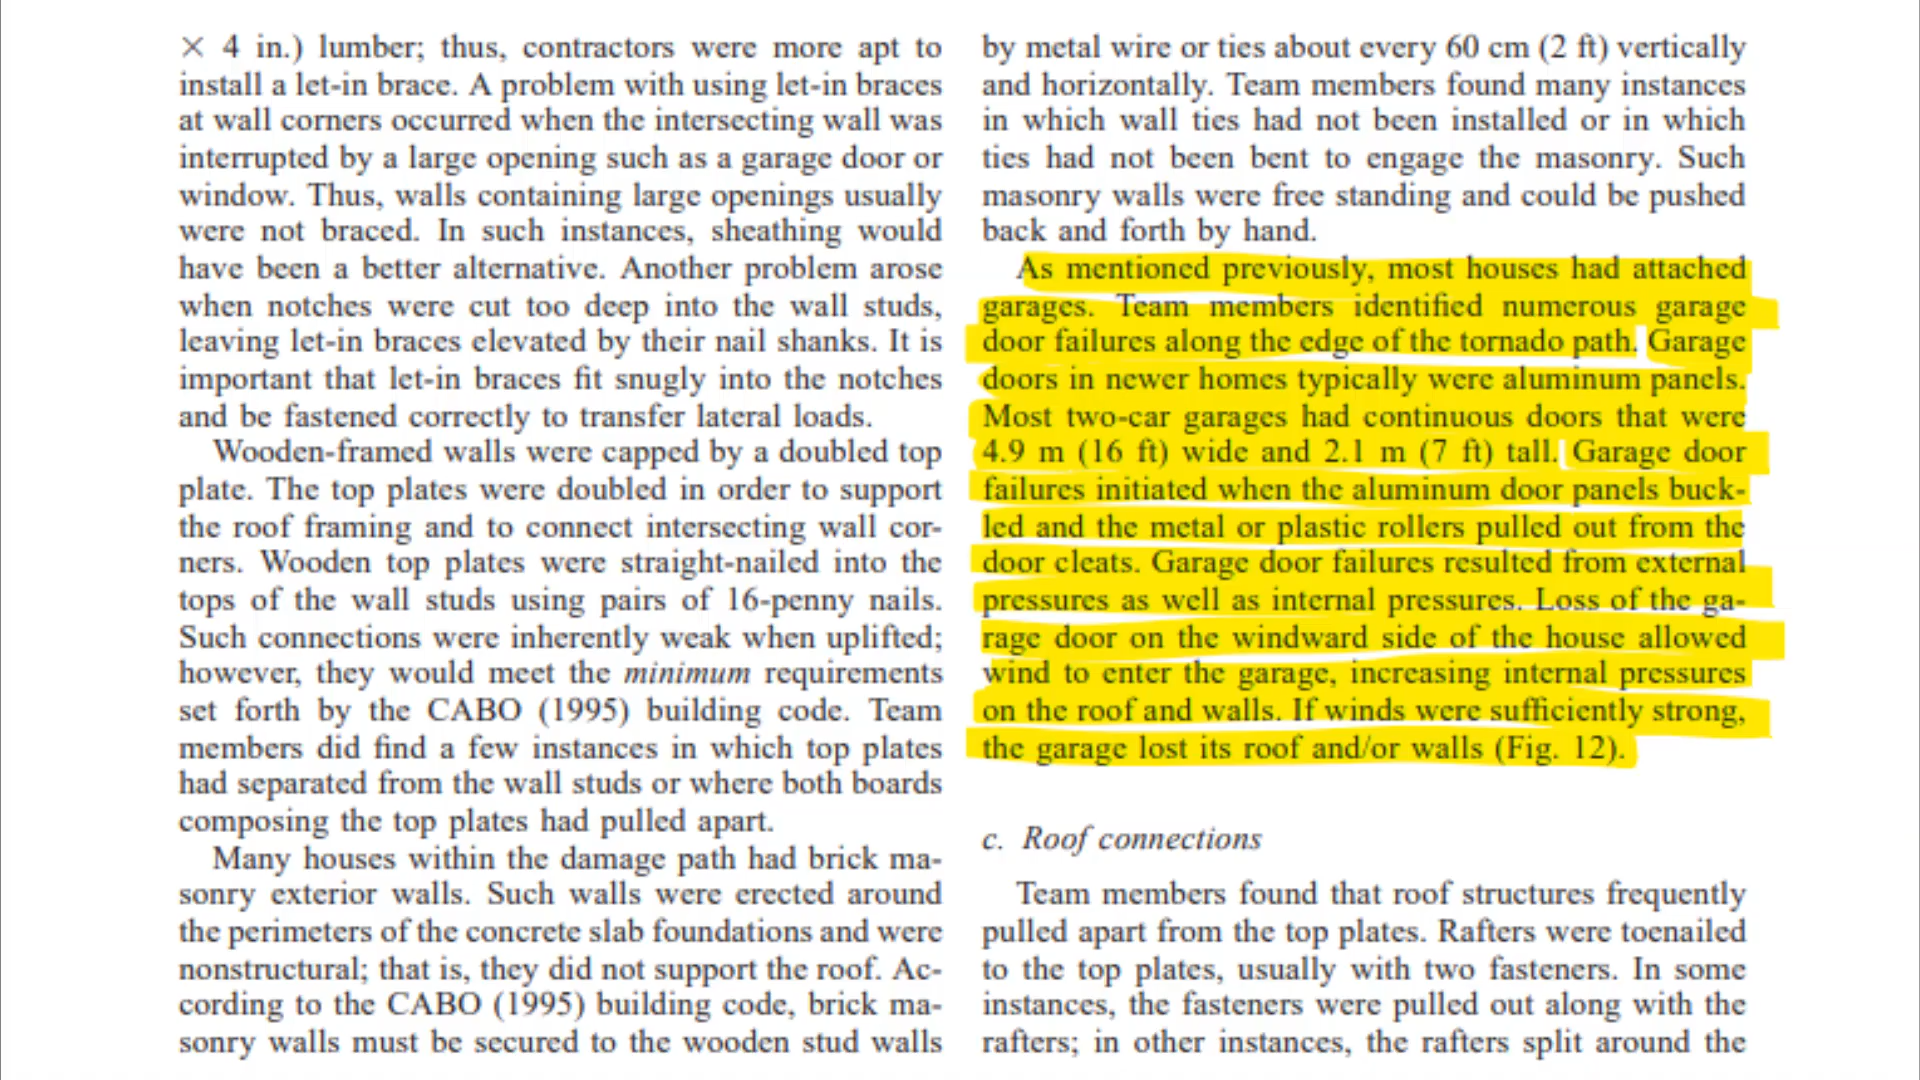 × 4 in.) lumber; thus, contractors were more apt to
install a let-in brace. A problem with using let-in braces
at wall corners occurred when the intersecting wall was
interrupted by a large opening such as a garage door or
window. Thus, walls containing large openings usually
were not braced. In such instances, sheathing would
have been a better alternative. Another problem arose
when notches were cut too deep into the wall studs,
leaving let-in braces elevated by their nail shanks. It is
important that let-in braces fit snugly into the notches
and be fastened correctly to transfer lateral loads.
Wooden-framed walls were capped by a doubled top
plate. The top plates were doubled in order to support
the roof framing and to connect intersecting wall cor-
ners. Wooden top plates were straight-nailed into the
tops of the wall studs using pairs of 16-penny nails.
Such connections were inherently weak when uplifted;
however, they would meet the minimum requirements
set forth by the CABO (1995) building code. Team
members did find a few instances in which top plates
had separated from the wall studs or where both boards
composing the top plates had pulled apart.
Many houses within the damage path had brick ma-
sonry exterior walls. Such walls were erected around
the perimeters of the concrete slab foundations and were
nonstructural; that is, they did not support the roof. Ac-
cording to the CABO (1995) building code, brick ma-
sonry walls must be secured to the wooden stud walls
by metal wire or ties about every 60 cm (2 ft) vertically
and horizontally. Team members found many instances
in which wall ties had not been installed or in which
ties had not been bent to engage the masonry. Such
masonry walls were free standing and could be pushed
back and forth by hand.
As mentioned previously, most houses had attached
garages. Team members identified numerous garage
door failures along the edge of the tornado path. Garage
doors in newer homes typically were aluminum panels.
Most two-car garages had continuous doors that were
4.9 m (16 ft) wide and 2.1 m (7 ft) tall. Garage door
failures initiated when the aluminum door panels buck-
led and the metal or plastic rollers pulled out from the
door cleats. Garage door failures resulted from external
pressures as well as internal pressures. Loss of the ga-
rage door on the windward side of the house allowed
wind to enter the garage, increasing internal pressures
on the roof and walls. If winds were sufficiently strong,
the garage lost its roof and/or walls (Fig. 12).
c. Roof connections
Team members found that roof structures frequently
pulled apart from the top plates. Rafters were toenailed
to the top plates, usually with two fasteners. In some
instances, the fasteners were pulled out along with the
rafters; in other instances, the rafters split around the